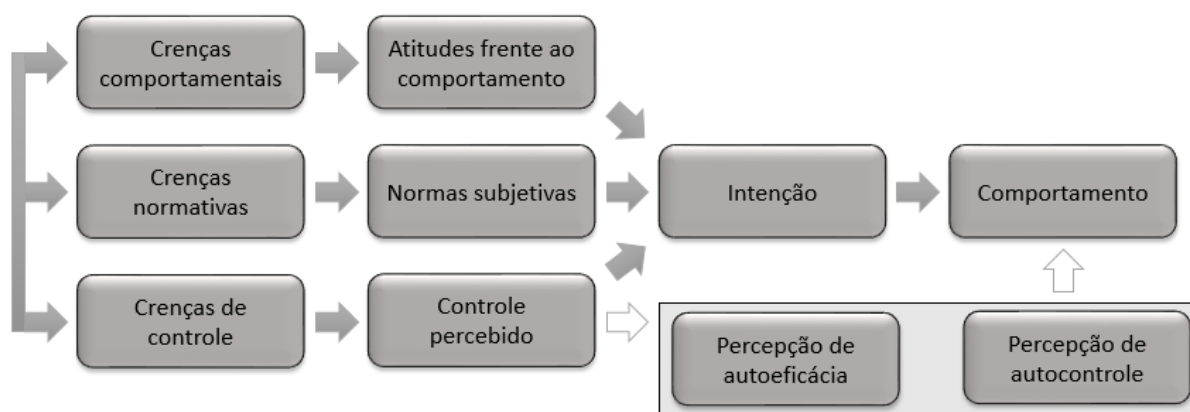 Crenças
comportamentais
Atitudes frente ao
comportamento
Crenças
normativas
Normas subjetivas
Intenção
Comportamento
Crenças de
controle
Controle
percebido
Percepção de
autoeficácia
Percepção de
autocontrole